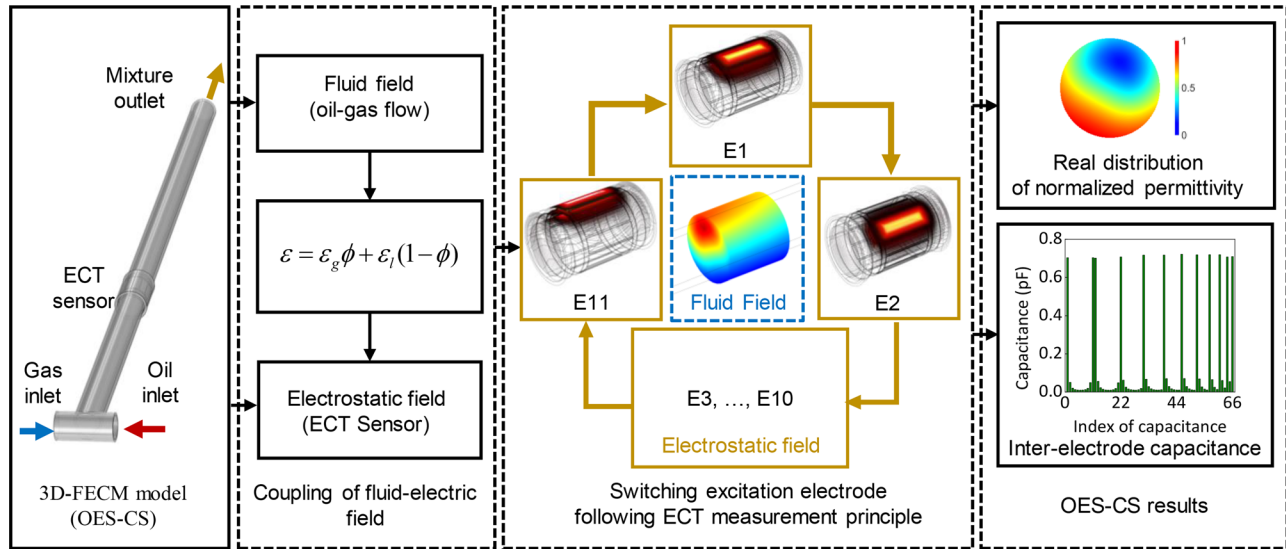 Mixture
outlet
ECT
sensor
Gas
inlet
Oil
inlet
3D-FECM model
(OES-CS)
Fluid field
(oil-gas flow)
ε = ε_g ϕ + ε_l (1−ϕ)
Electrostatic field
(ECT Sensor)
Coupling of fluid-electric
field
E1
E11
Fluid Field
E2
E3, …, E10
Electrostatic field
Switching excitation electrode
following ECT measurement principle
1
0.5
0
Real distribution
of normalized permittivity
Capacitance (pF)
0.8
0.6
0.4
0.2
0.0
0 22 44 66
Index of capacitance
Inter-electrode capacitance
OES-CS results